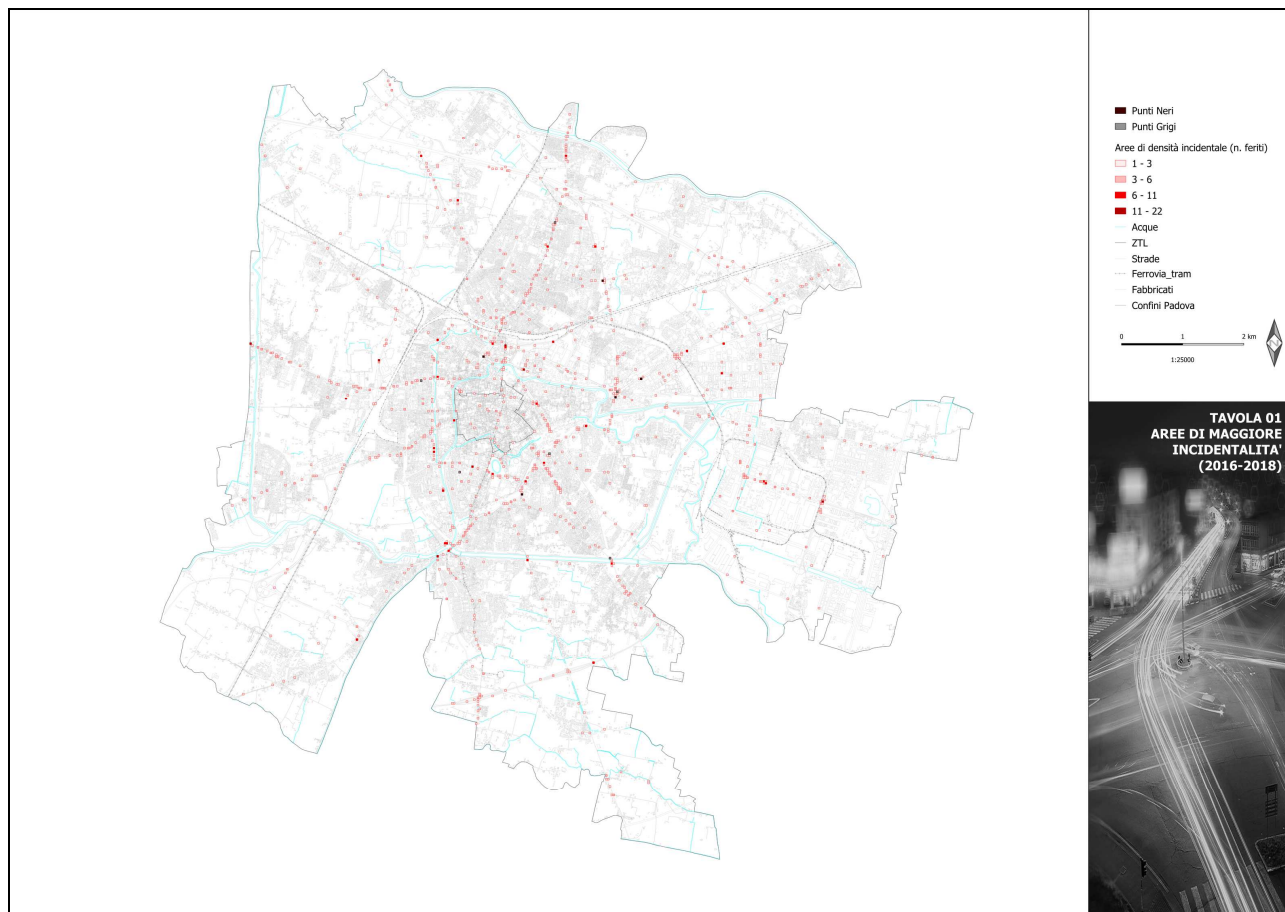 Punti Neri
Punti Grigi
Aree di densità incidentale (n. feriti)
1 - 3
3 - 6
6 - 11
11 - 22
Acque
ZTL
Strade
Ferrovia_tram
Fabbricati
Confini Padova
0 1 2 km
1:25000
N
TAVOLA 01
AREE DI MAGGIORE
INCIDENTALITA'
(2016-2018)